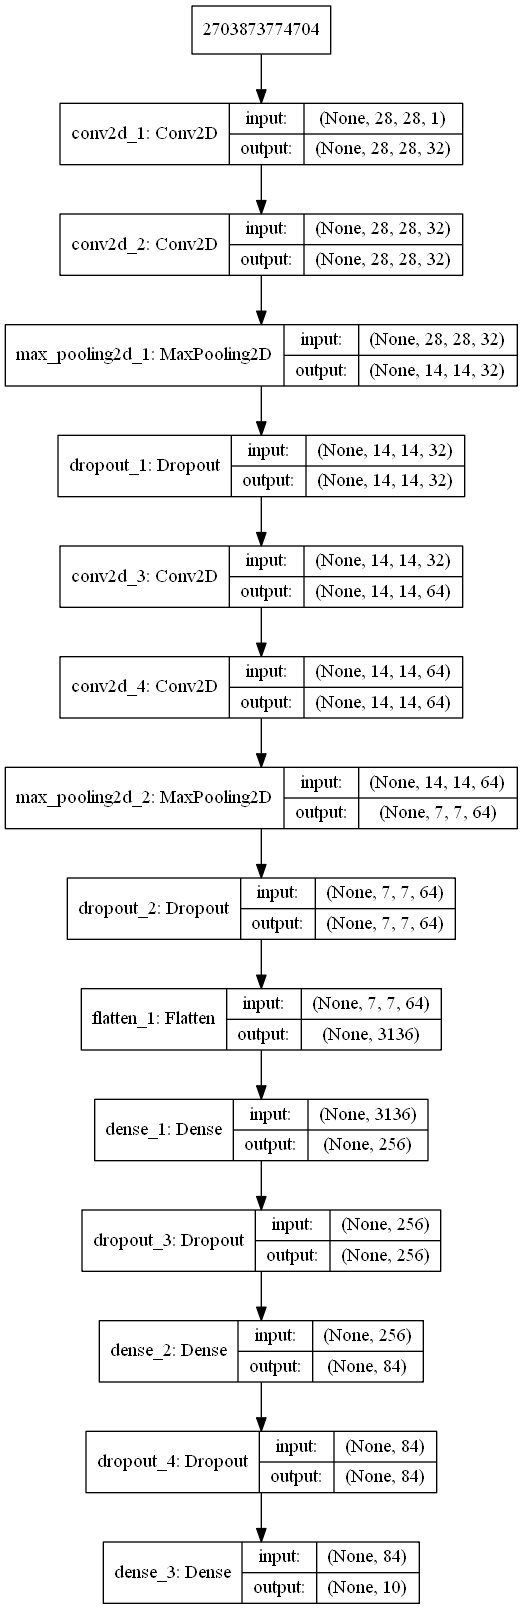 2703873774704
conv2d_1: Conv2D
input: (None, 28, 28, 1)
output: (None, 28, 28, 32)
conv2d_2: Conv2D
input: (None, 28, 28, 32)
output: (None, 28, 28, 32)
max_pooling2d_1: MaxPooling2D
input: (None, 28, 28, 32)
output: (None, 14, 14, 32)
dropout_1: Dropout
input: (None, 14, 14, 32)
output: (None, 14, 14, 32)
conv2d_3: Conv2D
input: (None, 14, 14, 32)
output: (None, 14, 14, 64)
conv2d_4: Conv2D
input: (None, 14, 14, 64)
output: (None, 14, 14, 64)
max_pooling2d_2: MaxPooling2D
input: (None, 14, 14, 64)
output: (None, 7, 7, 64)
dropout_2: Dropout
input: (None, 7, 7, 64)
output: (None, 7, 7, 64)
flatten_1: Flatten
input: (None, 7, 7, 64)
output: (None, 3136)
dense_1: Dense
input: (None, 3136)
output: (None, 256)
dropout_3: Dropout
input: (None, 256)
output: (None, 256)
dense_2: Dense
input: (None, 256)
output: (None, 84)
dropout_4: Dropout
input: (None, 84)
output: (None, 84)
dense_3: Dense
input: (None, 84)
output: (None, 10)